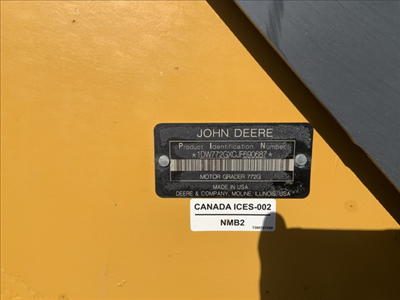 JOHN DEERE
Product Identification Number
*1DW772GXCJF690687*
MOTOR GRADER 772G
MADE IN USA
DEERE & COMPANY, MOLINE, ILLINOIS, USA
CANADA ICES-002
NMB2